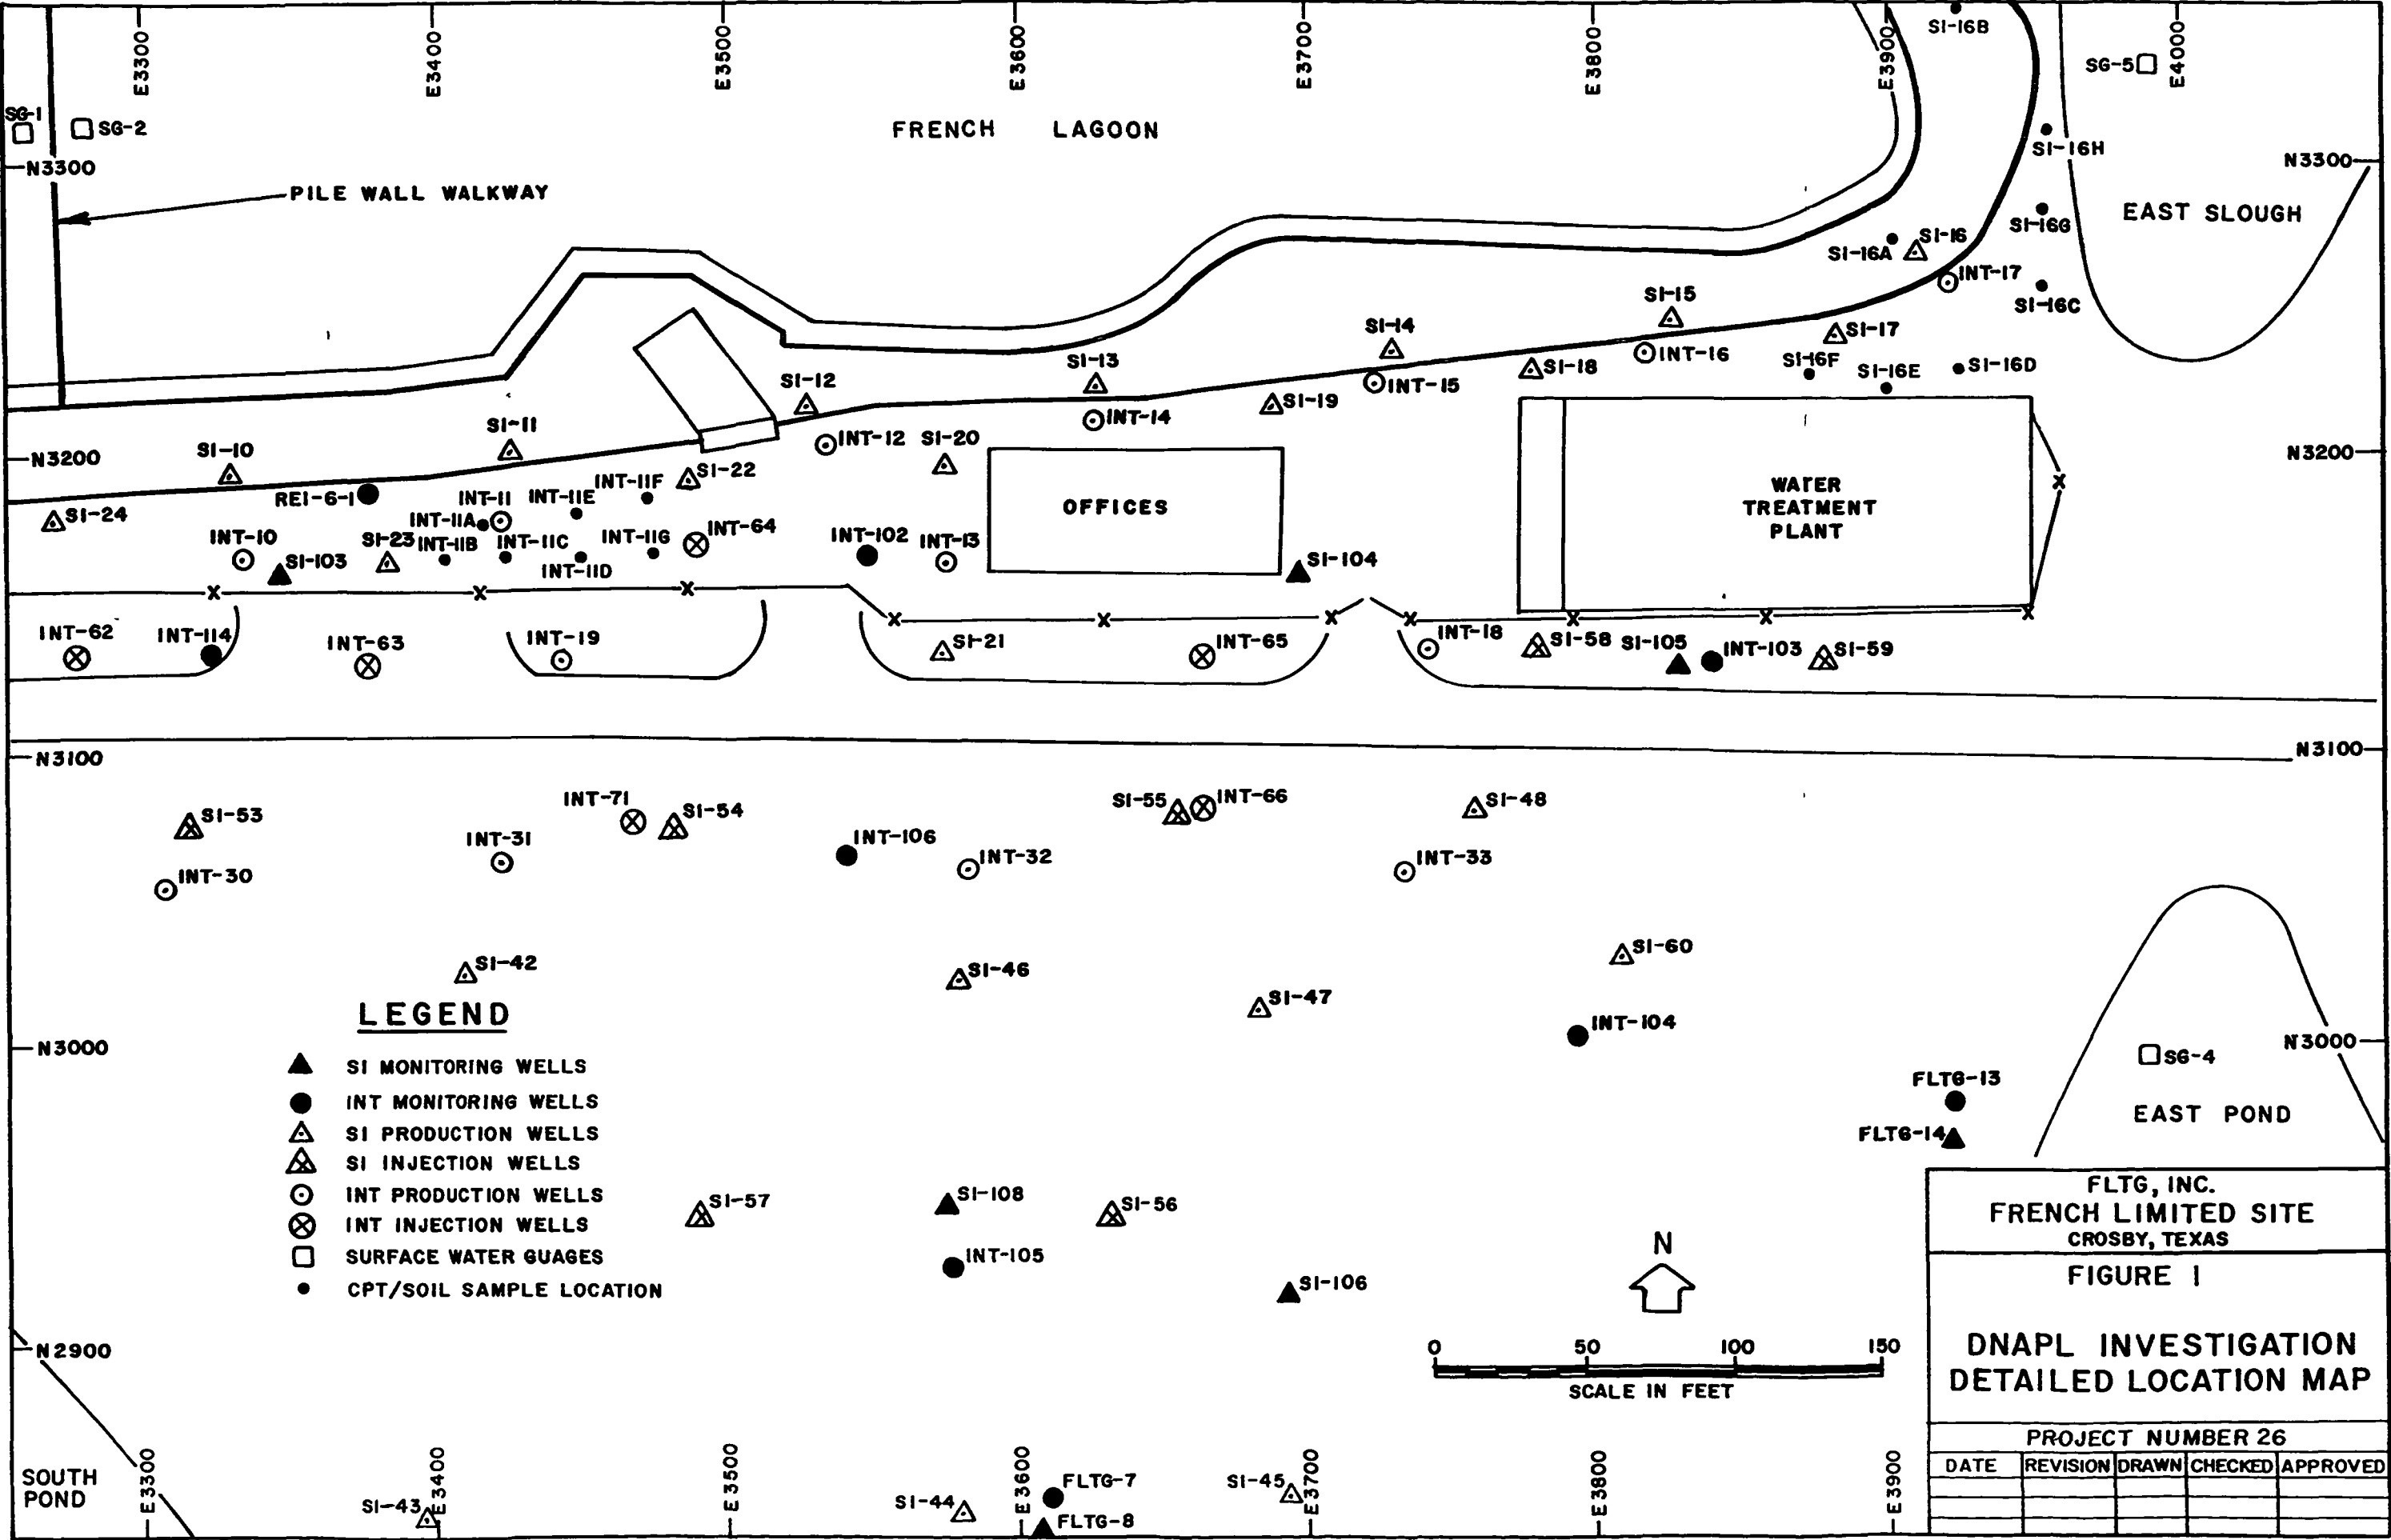 E3300
E3400
E3500
E3600
E3700
E3800
E3900
E4000
SI-16B
SG-5
SG-1
SG-2
FRENCH LAGOON
SI-16H
N3300
N3300
PILE WALL WALKWAY
EAST SLOUGH
SI-16G
SI-16
SI-16A
INT-17
SI-16C
SI-15
SI-14
SI-17
SI-13
INT-16
SI-18
SI-16F
SI-16E
SI-16D
SI-12
INT-15
SI-19
INT-14
SI-11
INT-12
SI-20
SI-10
N3200
N3200
SI-22
INT-11F
REI-6-1
INT-11
INT-11E
WATER
TREATMENT
PLANT
OFFICES
SI-24
INT-11A
INT-64
INT-10
SI-23
INT-11B
INT-11C
INT-11G
INT-102
INT-13
SI-103
INT-11D
SI-104
INT-62
INT-114
INT-63
INT-19
SI-21
INT-65
INT-18
SI-58
SI-105
INT-103
SI-59
N3100
N3100
INT-71
SI-55
INT-66
SI-48
SI-53
SI-54
INT-31
INT-106
INT-32
INT-33
INT-30
SI-60
SI-42
SI-46
SI-47
INT-104
LEGEND
N3000
N3000
SG-4
SI MONITORING WELLS
INT MONITORING WELLS
SI PRODUCTION WELLS
SI INJECTION WELLS
INT PRODUCTION WELLS
INT INJECTION WELLS
SURFACE WATER GUAGES
CPT/SOIL SAMPLE LOCATION
FLTG-13
EAST POND
FLTG-14
SI-57
SI-108
SI-56
INT-105
SI-106
N
N2900
0 50 100 150
SCALE IN FEET
FLTG, INC.
FRENCH LIMITED SITE
CROSBY, TEXAS
FIGURE 1
DNAPL INVESTIGATION
DETAILED LOCATION MAP
PROJECT NUMBER 26
DATE REVISION DRAWN CHECKED APPROVED
SOUTH
POND
E3300
E3400
E3500
E3600
E3700
E3800
E3900
SI-43
SI-44
FLTG-7
FLTG-8
SI-45